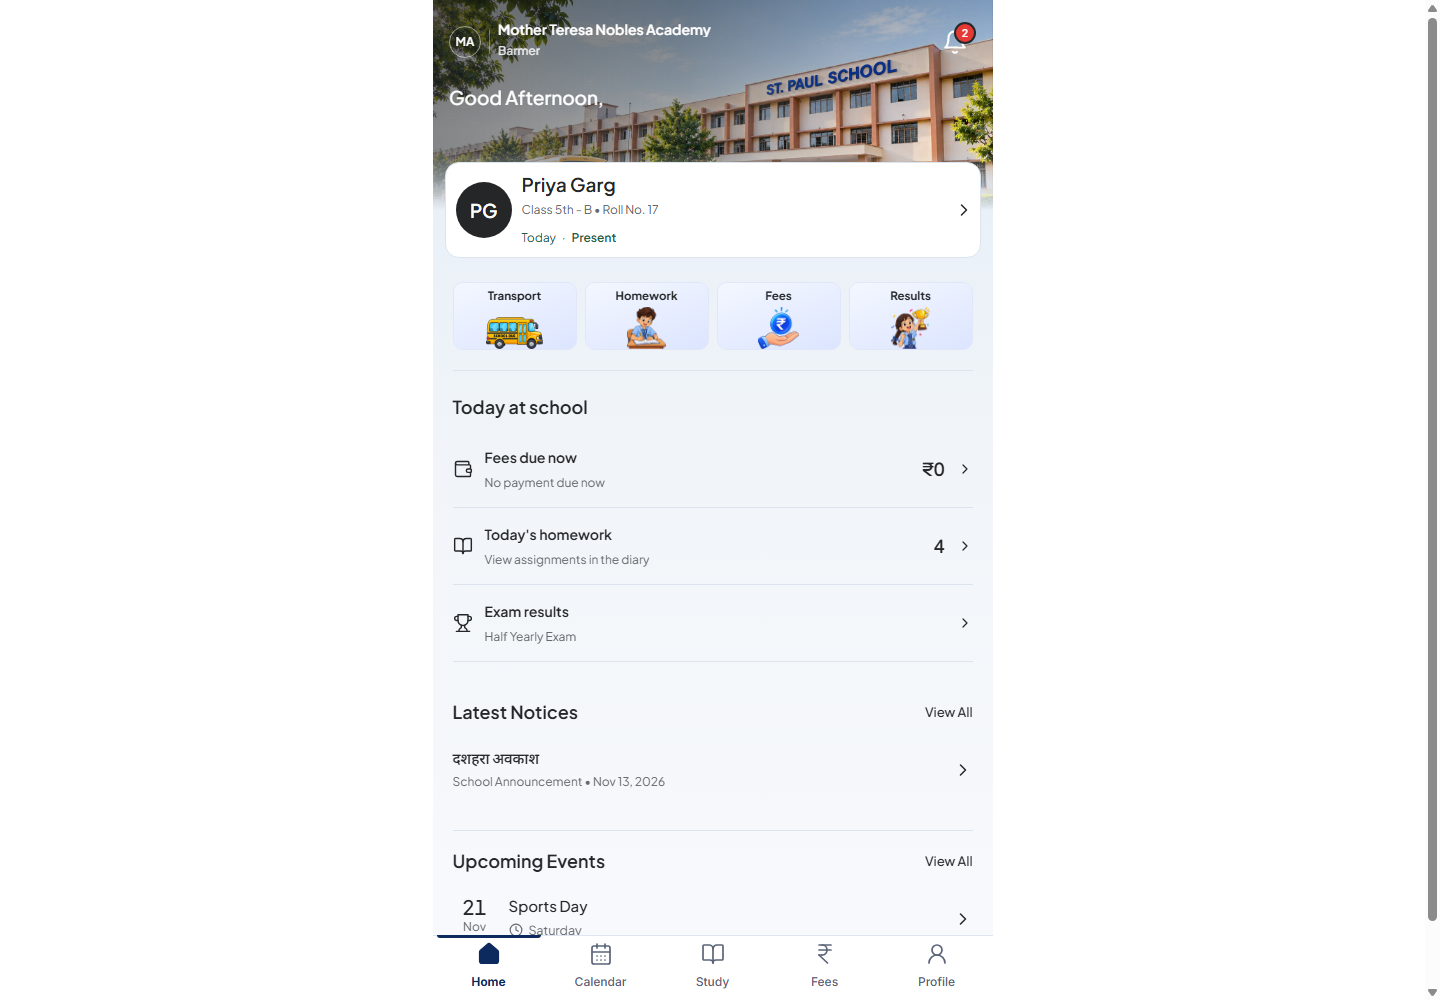 MA
Mother Teresa Nobles Academy
Barmer
2
ST. PAUL SCHOOL
Good Afternoon,
PG
Priya Garg
Class 5th - B • Roll No. 17
Today · Present
Transport
Homework
Fees
Results
Today at school
Fees due now
₹0
No payment due now
Today's homework
4
View assignments in the diary
Exam results
Half Yearly Exam
Latest Notices
View All
दशहरा अवकाश
School Announcement • Nov 13, 2026
Upcoming Events
View All
21
Nov
Sports Day
Saturday
Home
Calendar
Study
Fees
Profile